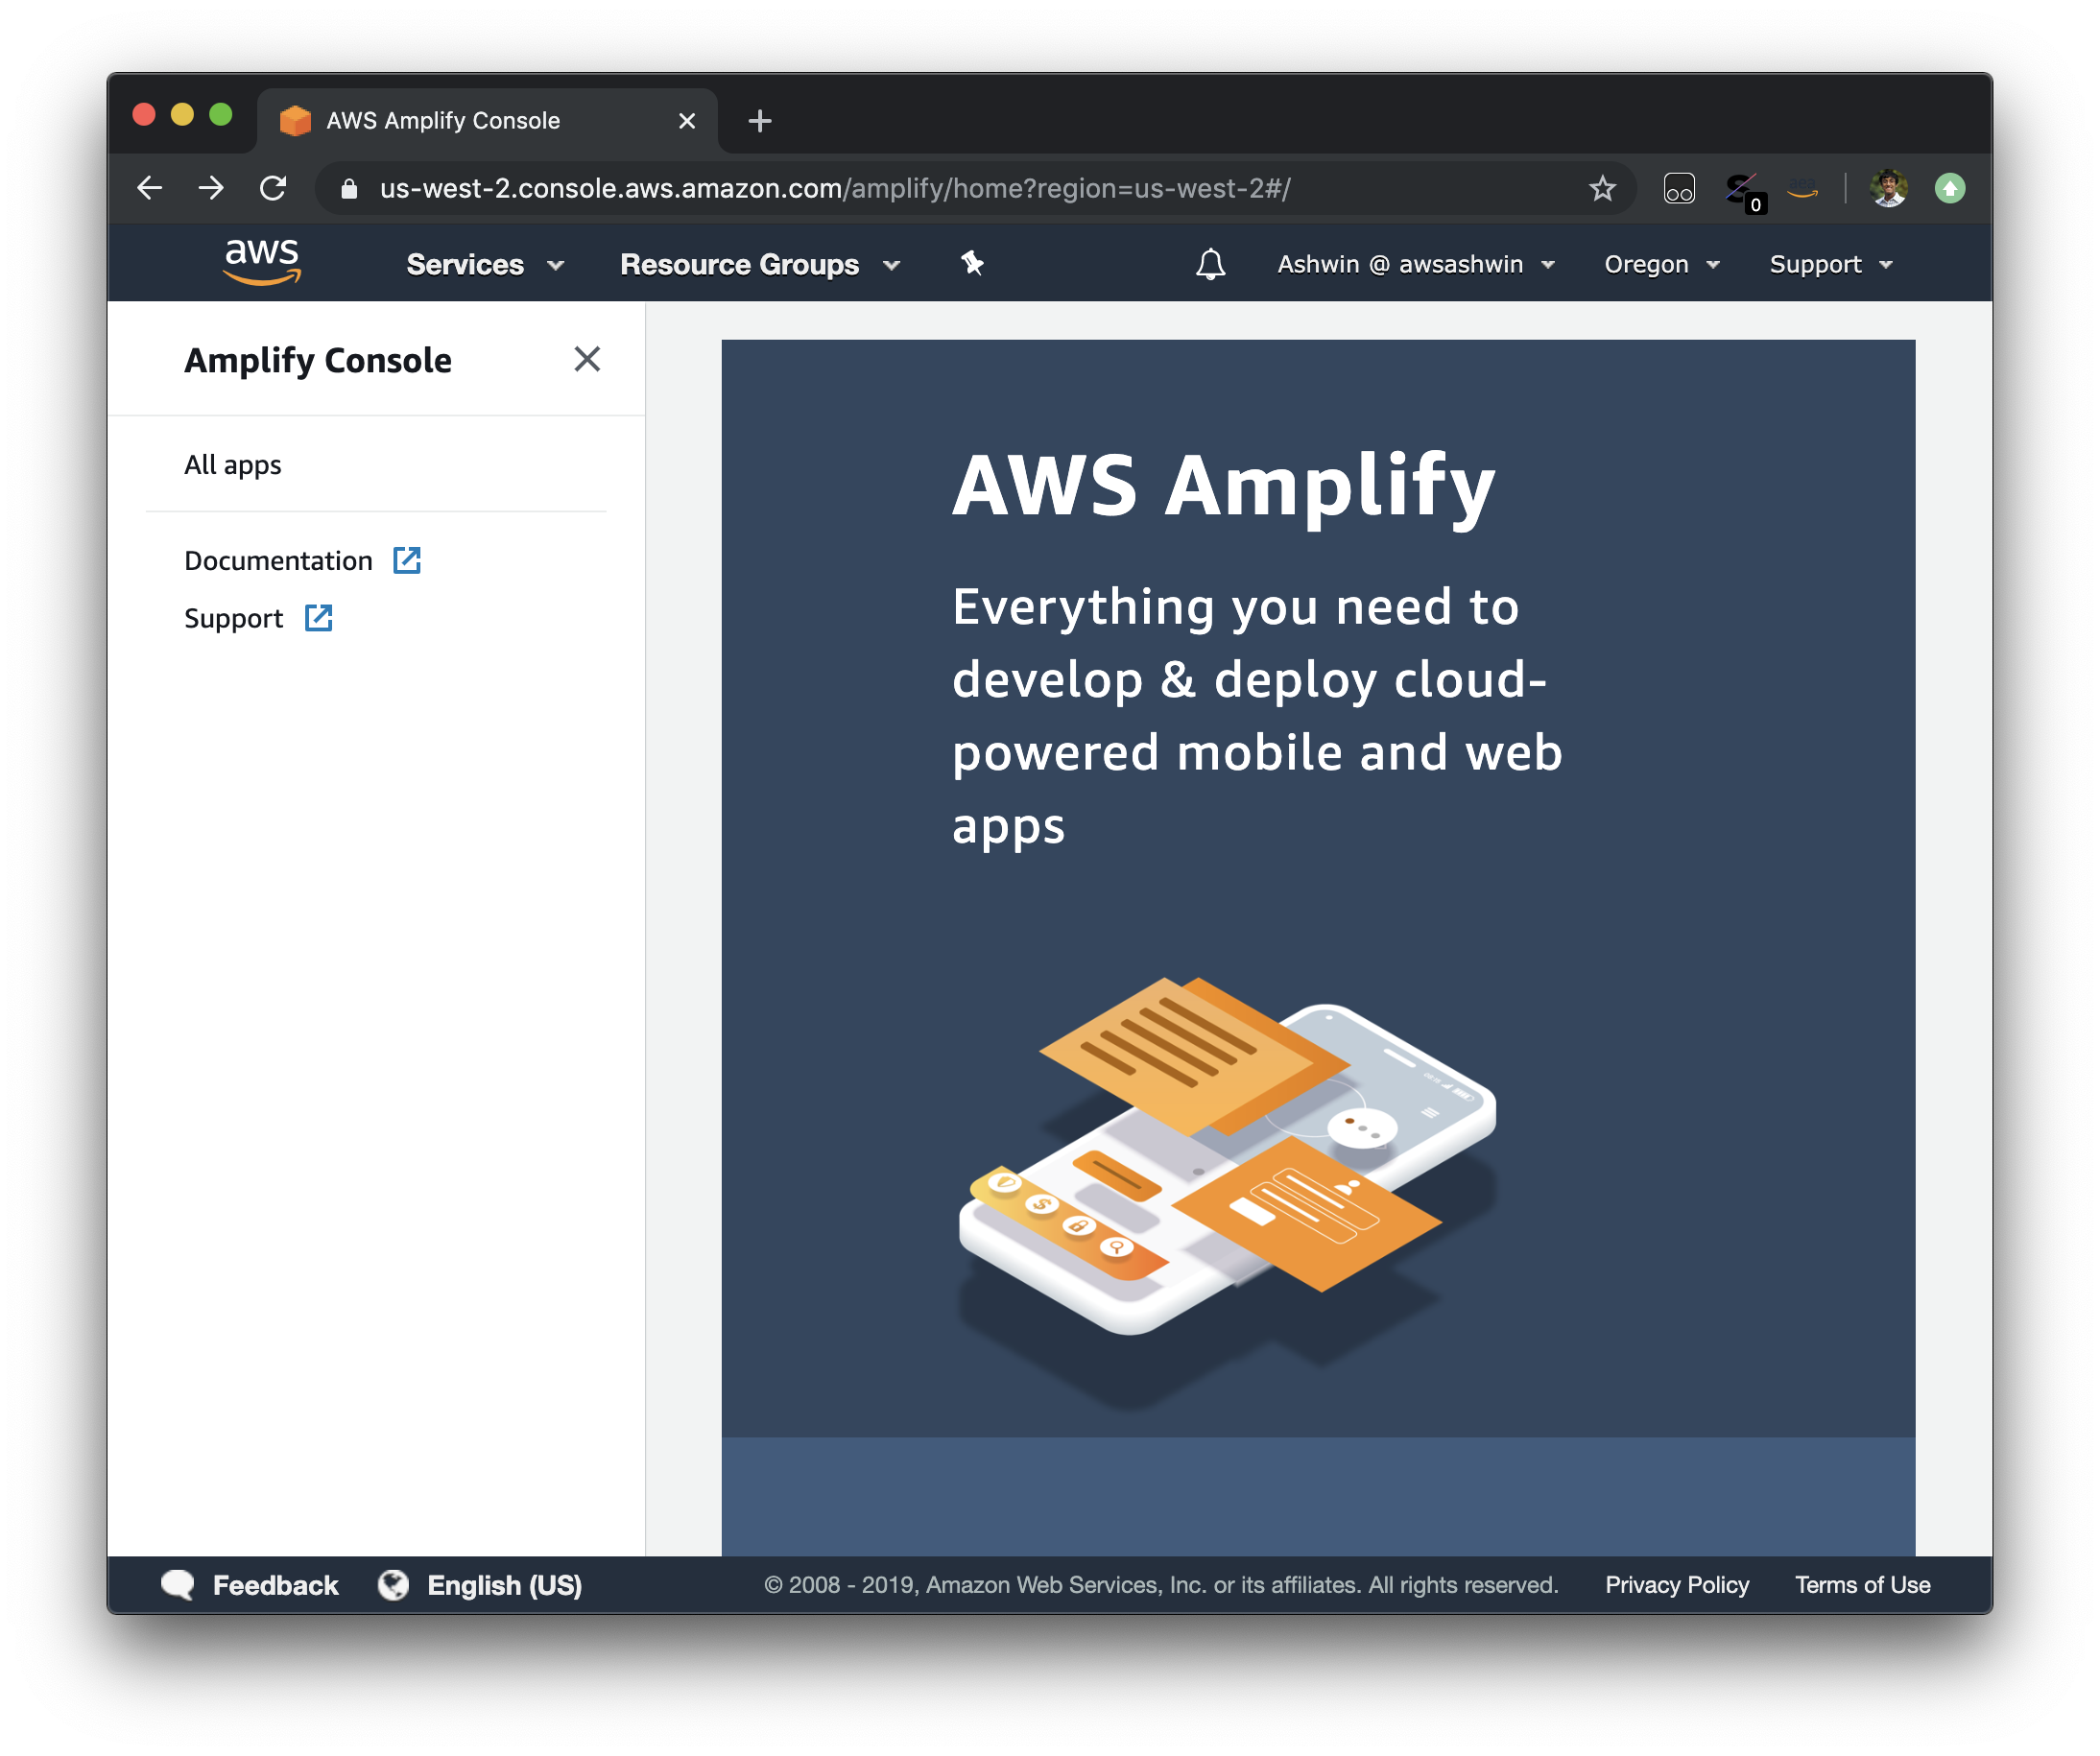 AWS Amplify Console
us-west-2.console.aws.amazon.com/amplify/home?region=us-west-2#/
0
aws
Services
Resource Groups
Ashwin @ awsashwin
Oregon
Support
Amplify Console
All apps
Documentation
Support
AWS Amplify
Everything you need to
develop & deploy cloud-
powered mobile and web
apps
Feedback
English (US)
© 2008 - 2019, Amazon Web Services, Inc. or its affiliates. All rights reserved.
Privacy Policy
Terms of Use